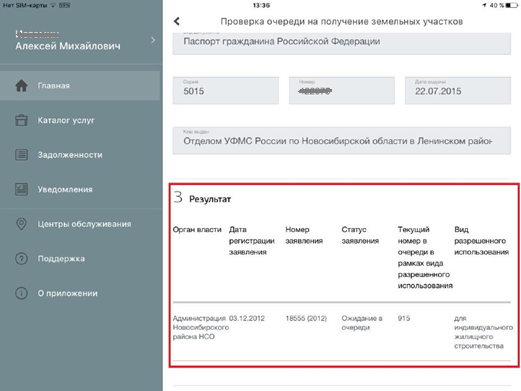 Нет SIM-карты
13:36
40 %
Алексей Михайлович
Главная
Каталог услуг
Задолженности
Уведомления
Центры обслуживания
Поддержка
О приложении
Проверка очереди на получение земельных участков
Паспорт гражданина Российской Федерации
Серия
5015
Номер
Дата выдачи
22.07.2015
Кем выдан
Отделом УФМС России по Новосибирской области в Ленинском район
3 Результат
Орган власти
Дата
регистрации
заявления
Номер
заявления
Статус
заявления
Текущий
номер в
очереди в
рамках вида
разрешенного
использования
Вид
разрешенного
использования
Администрация
Новосибирского
района НСО
03.12.2012
18555 (2012)
Ожидание в
очереди
915
для
индивидуального
жилищного
строительства